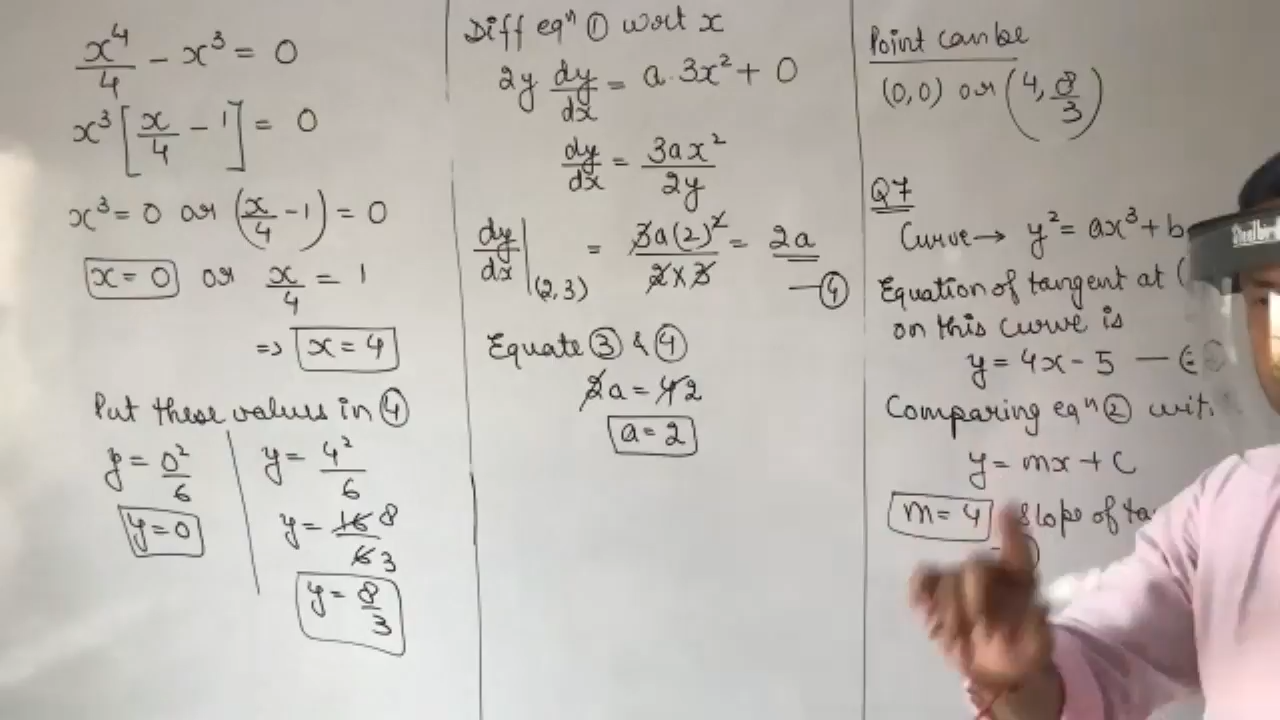 x⁴/4 − x³ = 0
x³[x/4 − 1] = 0
x³ = 0 or (x/4 − 1) = 0
x = 0 or x/4 = 1
⇒ x = 4
Put these values in ④
y = 0²/6
y = 0
y = 4²/6
y = 16 8/6 3
y = 8/3
Diff eqⁿ ① wort x
2y dy/dx = a·3x² + 0
dy/dx = 3ax²/2y
dy/dx|(2,3) = 3a(2)²/2×3 = 2a
—④
Equate ③ & ④
2a = 4 2
a = 2
Point can be
(0,0) or (4, 8/3)
Q7
Curve → y² = ax³ + b
Equation of tangent at (
on this curve is
y = 4x − 5 —
Comparing eqⁿ ② wit
y = mx + c
m = 4 Slope of ta